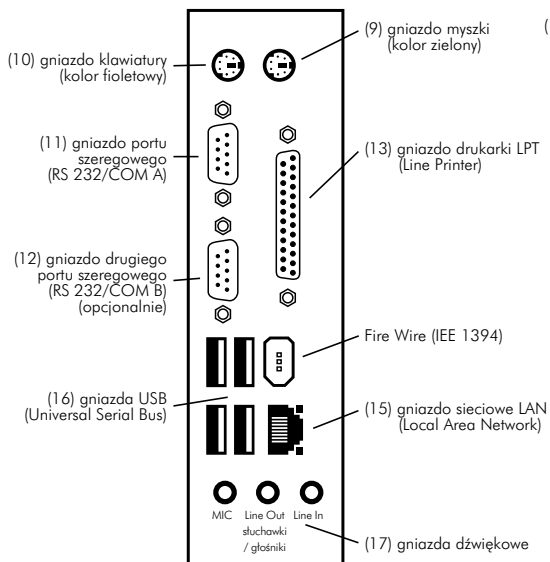 (9) gniazdo myszki
(kolor zielony)
(
(10) gniazdo klawiatury
(kolor fioletowy)
(11) gniazdo portu
szeregowego
(RS 232/COM A)
(13) gniazdo drukarki LPT
(Line Printer)
(12) gniazdo drugiego
portu szeregowego
(RS 232/COM B)
(opcjonalnie)
Fire Wire (IEE 1394)
(16) gniazda USB
(Universal Serial Bus)
(15) gniazdo sieciowe LAN
(Local Area Network)
MIC Line Out Line In
słuchawki
/ głośniki
(17) gniazda dźwiękowe